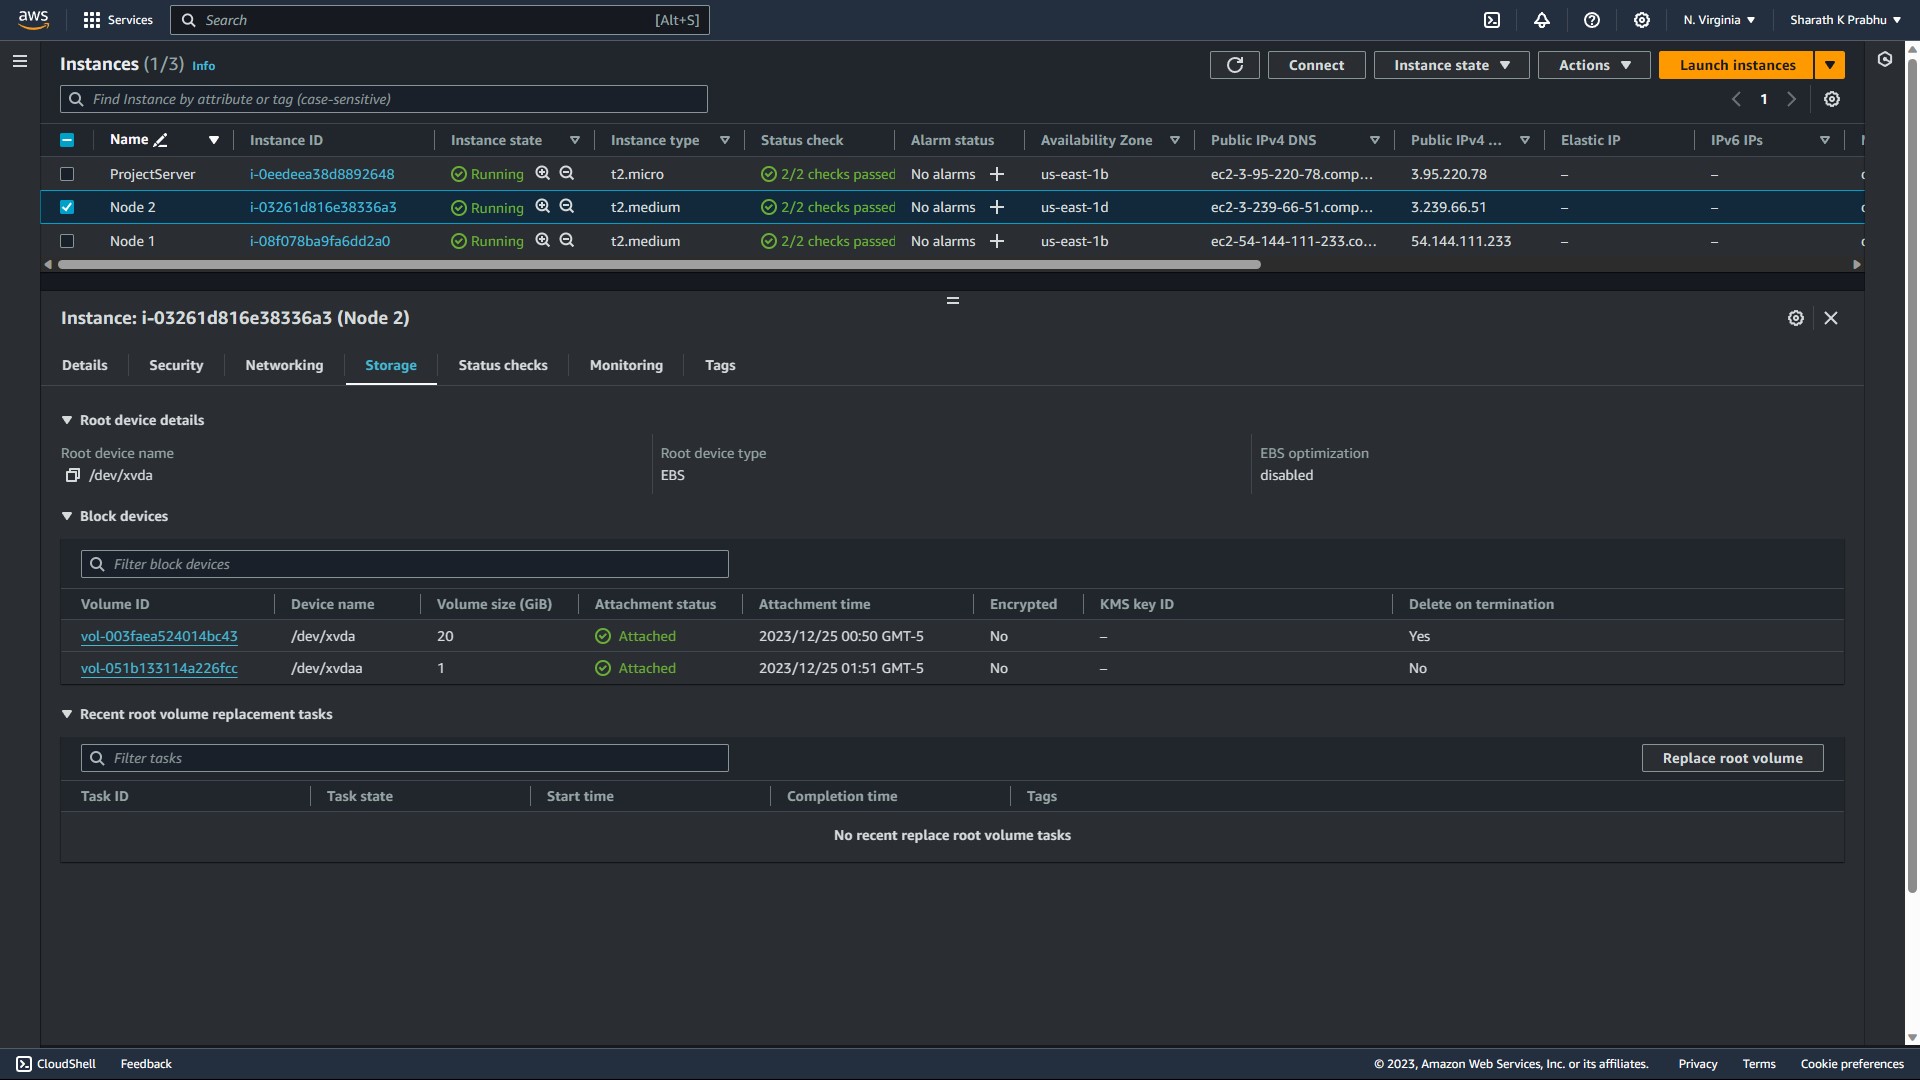 aws Services Search [Alt+S] N. Virginia Sharath K Prabhu
Instances (1/3) Info Connect Instance state Actions Launch instances
Find Instance by attribute or tag (case-sensitive) 1
Name Instance ID Instance state Instance type Status check Alarm status Availability Zone Public IPv4 DNS Public IPv4 ... Elastic IP IPv6 IPs
ProjectServer i-0eedeea38d8892648 Running t2.micro 2/2 checks passed No alarms us-east-1b ec2-3-95-220-78.comp... 3.95.220.78 – –
Node 2 i-03261d816e38336a3 Running t2.medium 2/2 checks passed No alarms us-east-1d ec2-3-239-66-51.comp... 3.239.66.51 – –
Node 1 i-08f078ba9fa6dd2a0 Running t2.medium 2/2 checks passed No alarms us-east-1b ec2-54-144-111-233.co... 54.144.111.233 – –
Instance: i-03261d816e38336a3 (Node 2)
Details Security Networking Storage Status checks Monitoring Tags
Root device details
Root device name Root device type EBS optimization
/dev/xvda EBS disabled
Block devices
Filter block devices
Volume ID Device name Volume size (GiB) Attachment status Attachment time Encrypted KMS key ID Delete on termination
vol-003faea524014bc43 /dev/xvda 20 Attached 2023/12/25 00:50 GMT-5 No – Yes
vol-051b133114a226fcc /dev/xvdaa 1 Attached 2023/12/25 01:51 GMT-5 No – No
Recent root volume replacement tasks
Filter tasks Replace root volume
Task ID Task state Start time Completion time Tags
No recent replace root volume tasks
CloudShell Feedback © 2023, Amazon Web Services, Inc. or its affiliates. Privacy Terms Cookie preferences